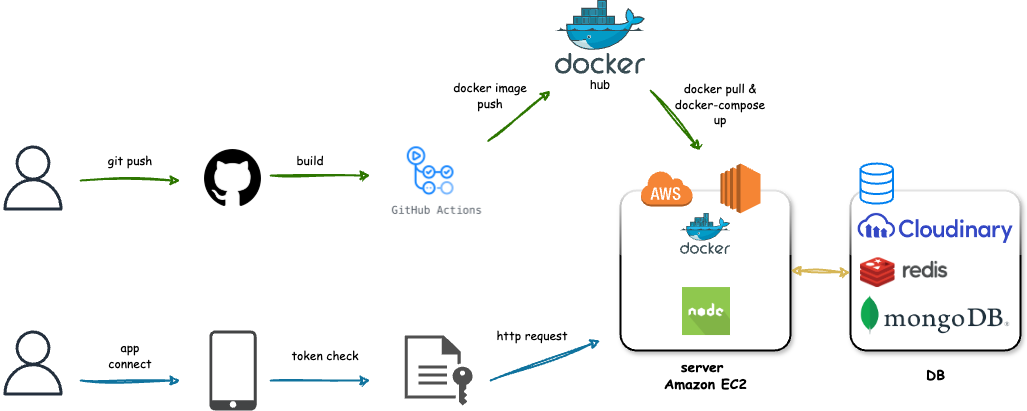 docker
hub
docker image
push
docker pull &
docker-compose
up
git push
build
GitHub Actions
AWS
docker
node
Cloudinary
redis
mongoDB®
app
connect
token check
http request
server
Amazon EC2
DB